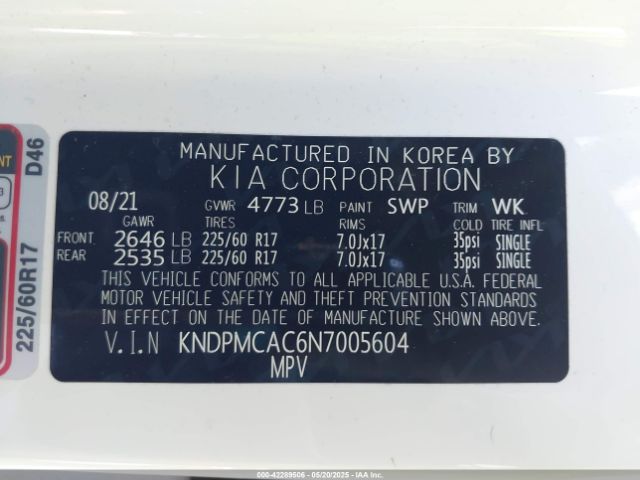 MANUFACTURED IN KOREA BY
KIA CORPORATION
08/21 GVWR 4773 LB PAINT SWP TRIM WK
GAWR TIRES RIMS COLD TIRE INFL
FRONT 2646 LB 225/60 R17 7.0Jx17 35psi SINGLE
REAR 2535 LB 225/60 R17 7.0Jx17 35psi SINGLE
THIS VEHICLE CONFORMS TO ALL APPLICABLE U.S.A. FEDERAL
MOTOR VEHICLE SAFETY AND THEFT PREVENTION STANDARDS
IN EFFECT ON THE DATE OF MANUFACTURE SHOWN ABOVE.
V.I.N KNDPMCAC6N7005604
MPV
D46
225/60R17
000-42289506 - 05/20/2025 - IAAI.COM